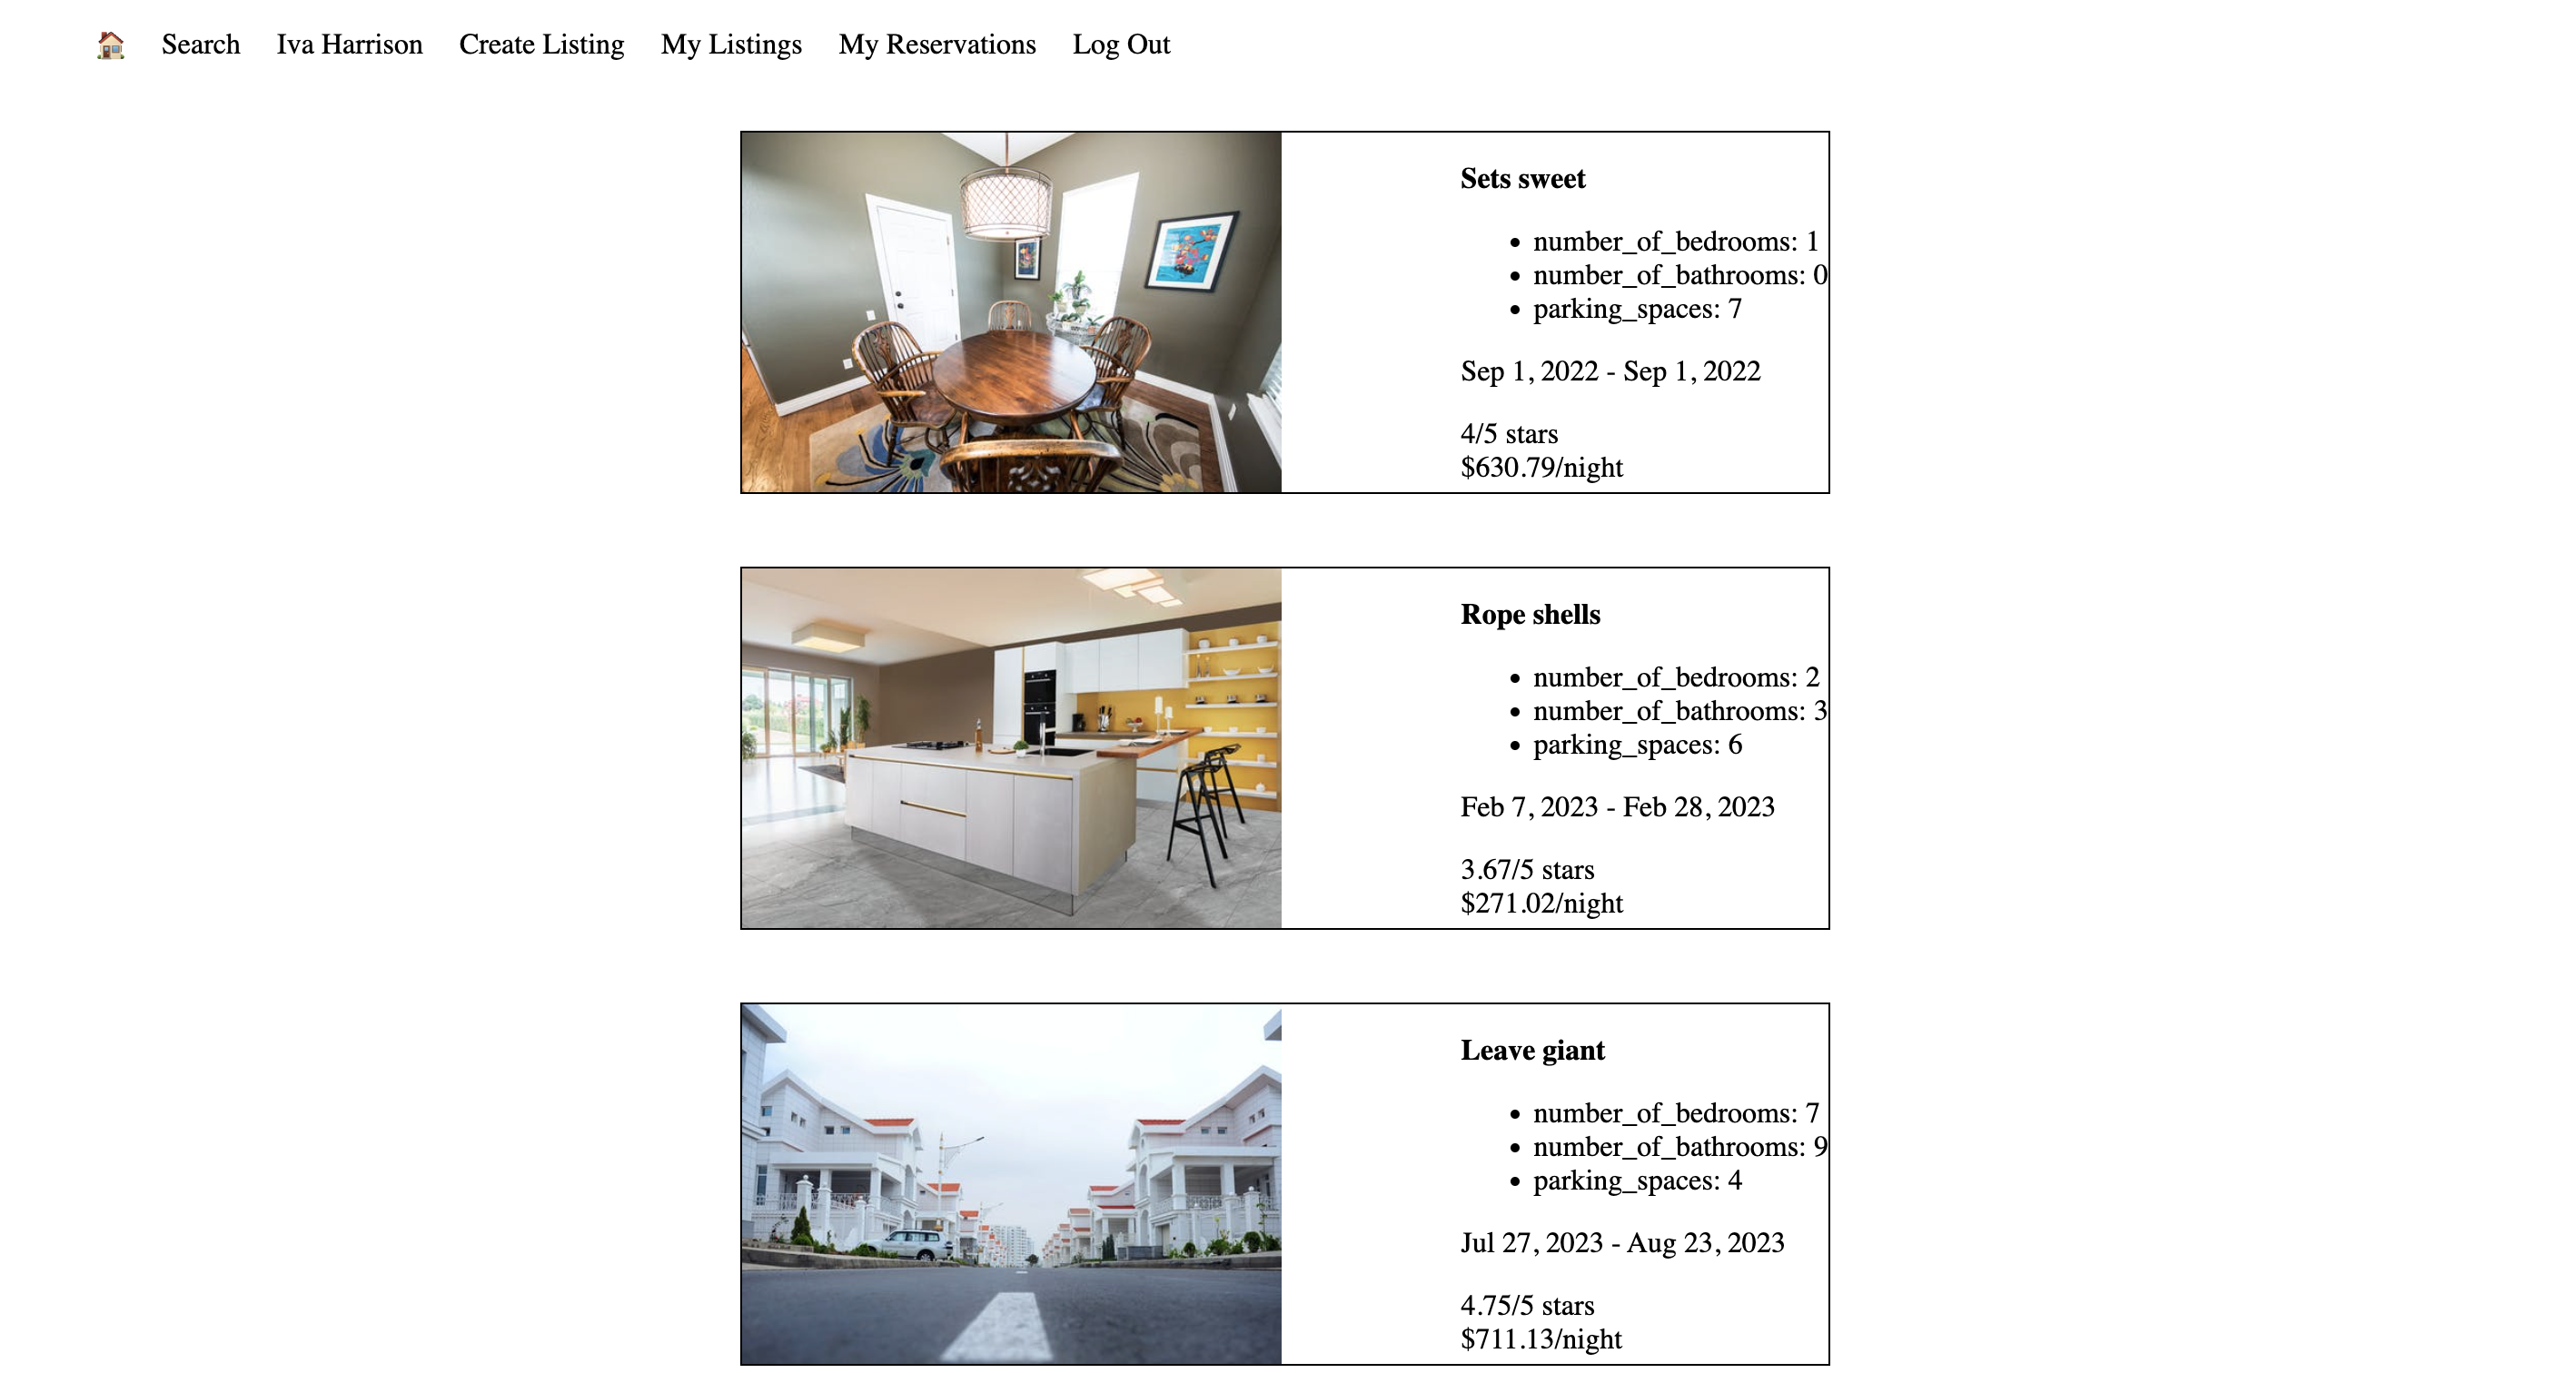 Search Iva Harrison Create Listing My Listings My Reservations Log Out
Sets sweet
number_of_bedrooms: 1
number_of_bathrooms: 0
parking_spaces: 7
Sep 1, 2022 - Sep 1, 2022
4/5 stars
$630.79/night
Rope shells
number_of_bedrooms: 2
number_of_bathrooms: 3
parking_spaces: 6
Feb 7, 2023 - Feb 28, 2023
3.67/5 stars
$271.02/night
Leave giant
number_of_bedrooms: 7
number_of_bathrooms: 9
parking_spaces: 4
Jul 27, 2023 - Aug 23, 2023
4.75/5 stars
$711.13/night